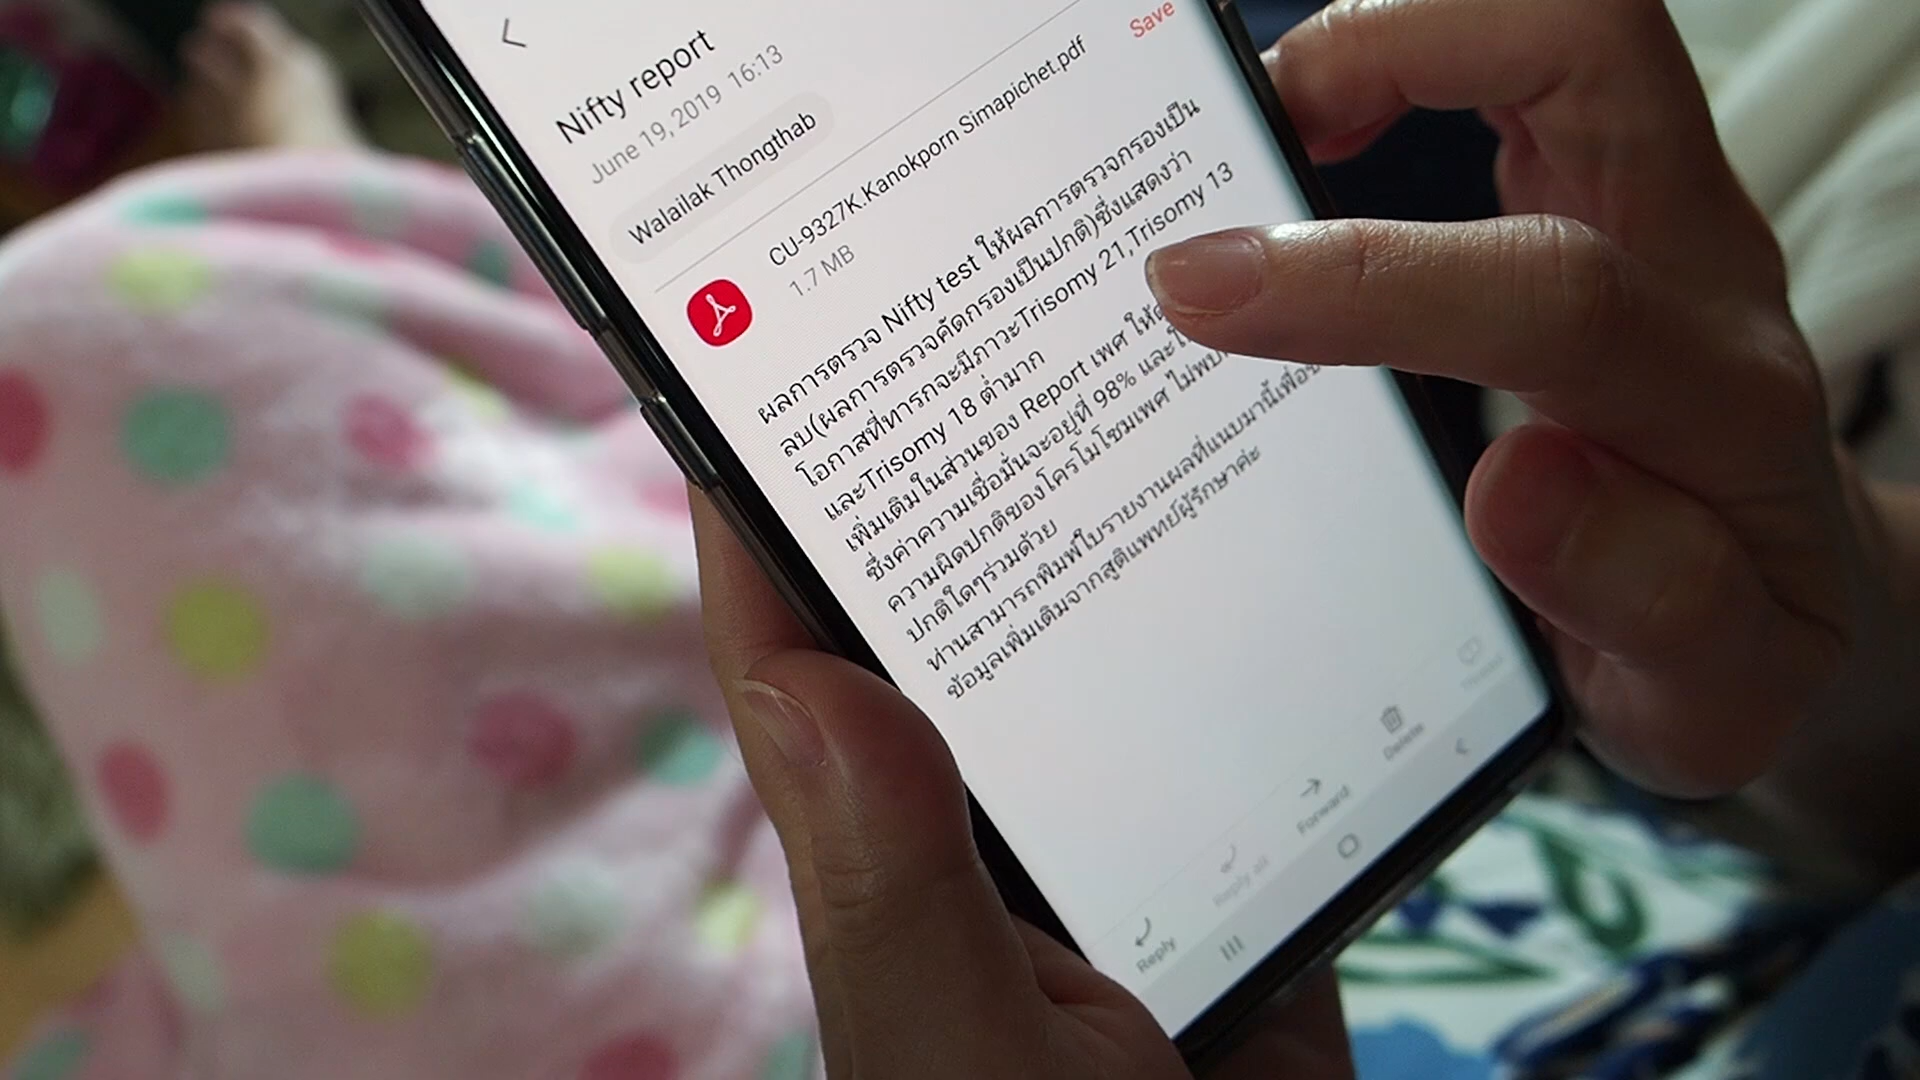 Nifty report
June 19, 2019 16:13
Walailak Thongthab
Save
CU-9327K.Kanokporn Simapichet.pdf
1.7 MB
ผลการตรวจ Nifty test ให้ผลการตรวจกรองเป็น
ลบ(ผลการตรวจคัดกรองเป็นปกติ)ซึ่งแสดงว่า
โอกาสที่ทารกจะมีภาวะTrisomy 21,Trisomy 13
และTrisomy 18 ต่ำมาก
เพิ่มเติมในส่วนของ Report เพศ
ซึ่งค่าความเชื่อมั่นจะอยู่ที่ 98% และ
ความผิดปกติของโครโมโซมเพศ
ปกติใดๆร่วมด้วย
ท่านสามารถพิมพ์ใบรายงานผลที่แนบมานี้เพื่อ
ข้อมูลเพิ่มเติมจากสูติแพทย์ผู้รักษาค่ะ
Reply
Reply all
Forward
Delete